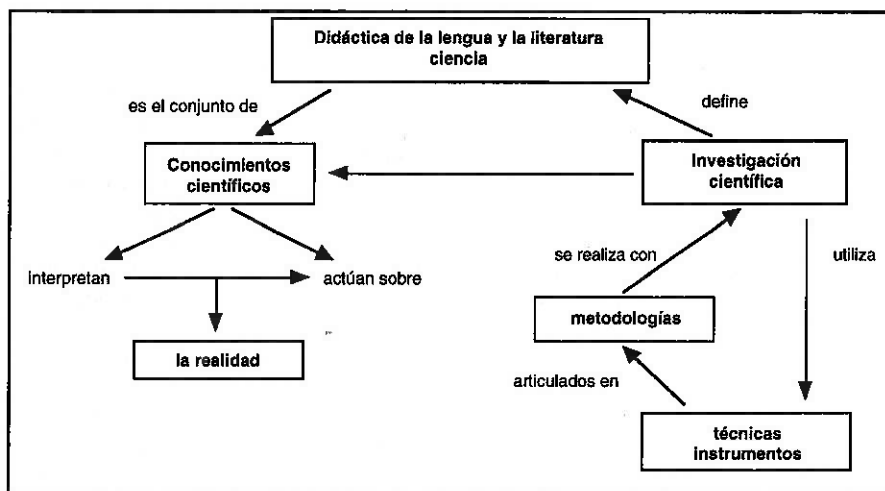 Didáctica de la lengua y la literatura
ciencia
es el conjunto de
define
Conocimientos
científicos
Investigación
científica
interpretan
actúan sobre
se realiza con
utiliza
la realidad
metodologías
articulados en
técnicas
instrumentos